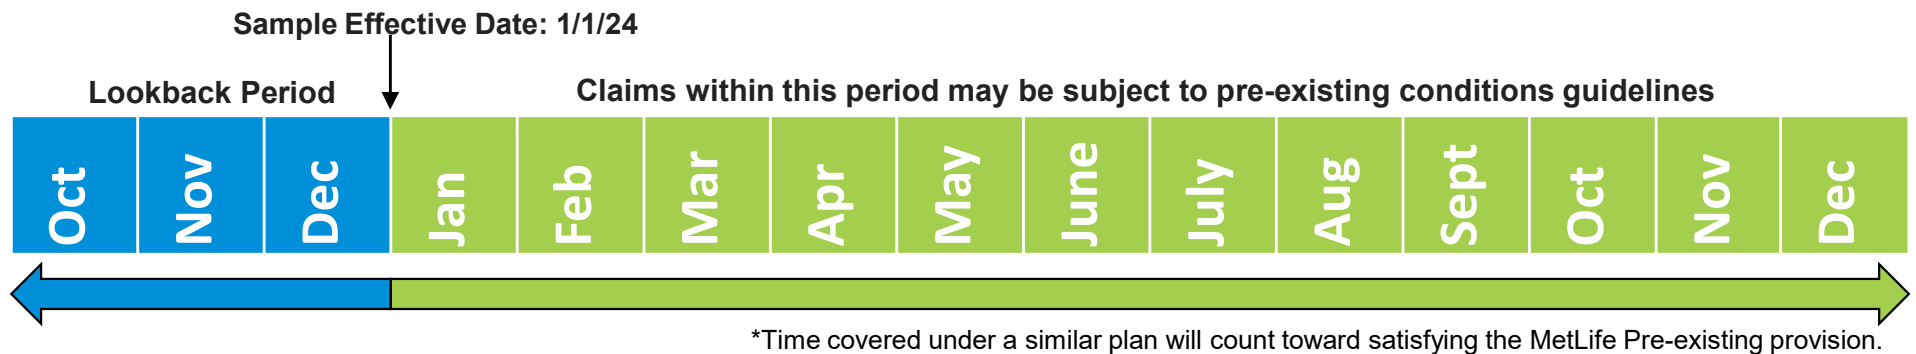 Sample Effective Date: 1/1/24
Lookback Period
Claims within this period may be subject to pre-existing conditions guidelines
Oct
Nov
Dec
Jan
Feb
Mar
Apr
May
June
July
Aug
Sept
Oct
Nov
Dec
*Time covered under a similar plan will count toward satisfying the MetLife Pre-existing provision.